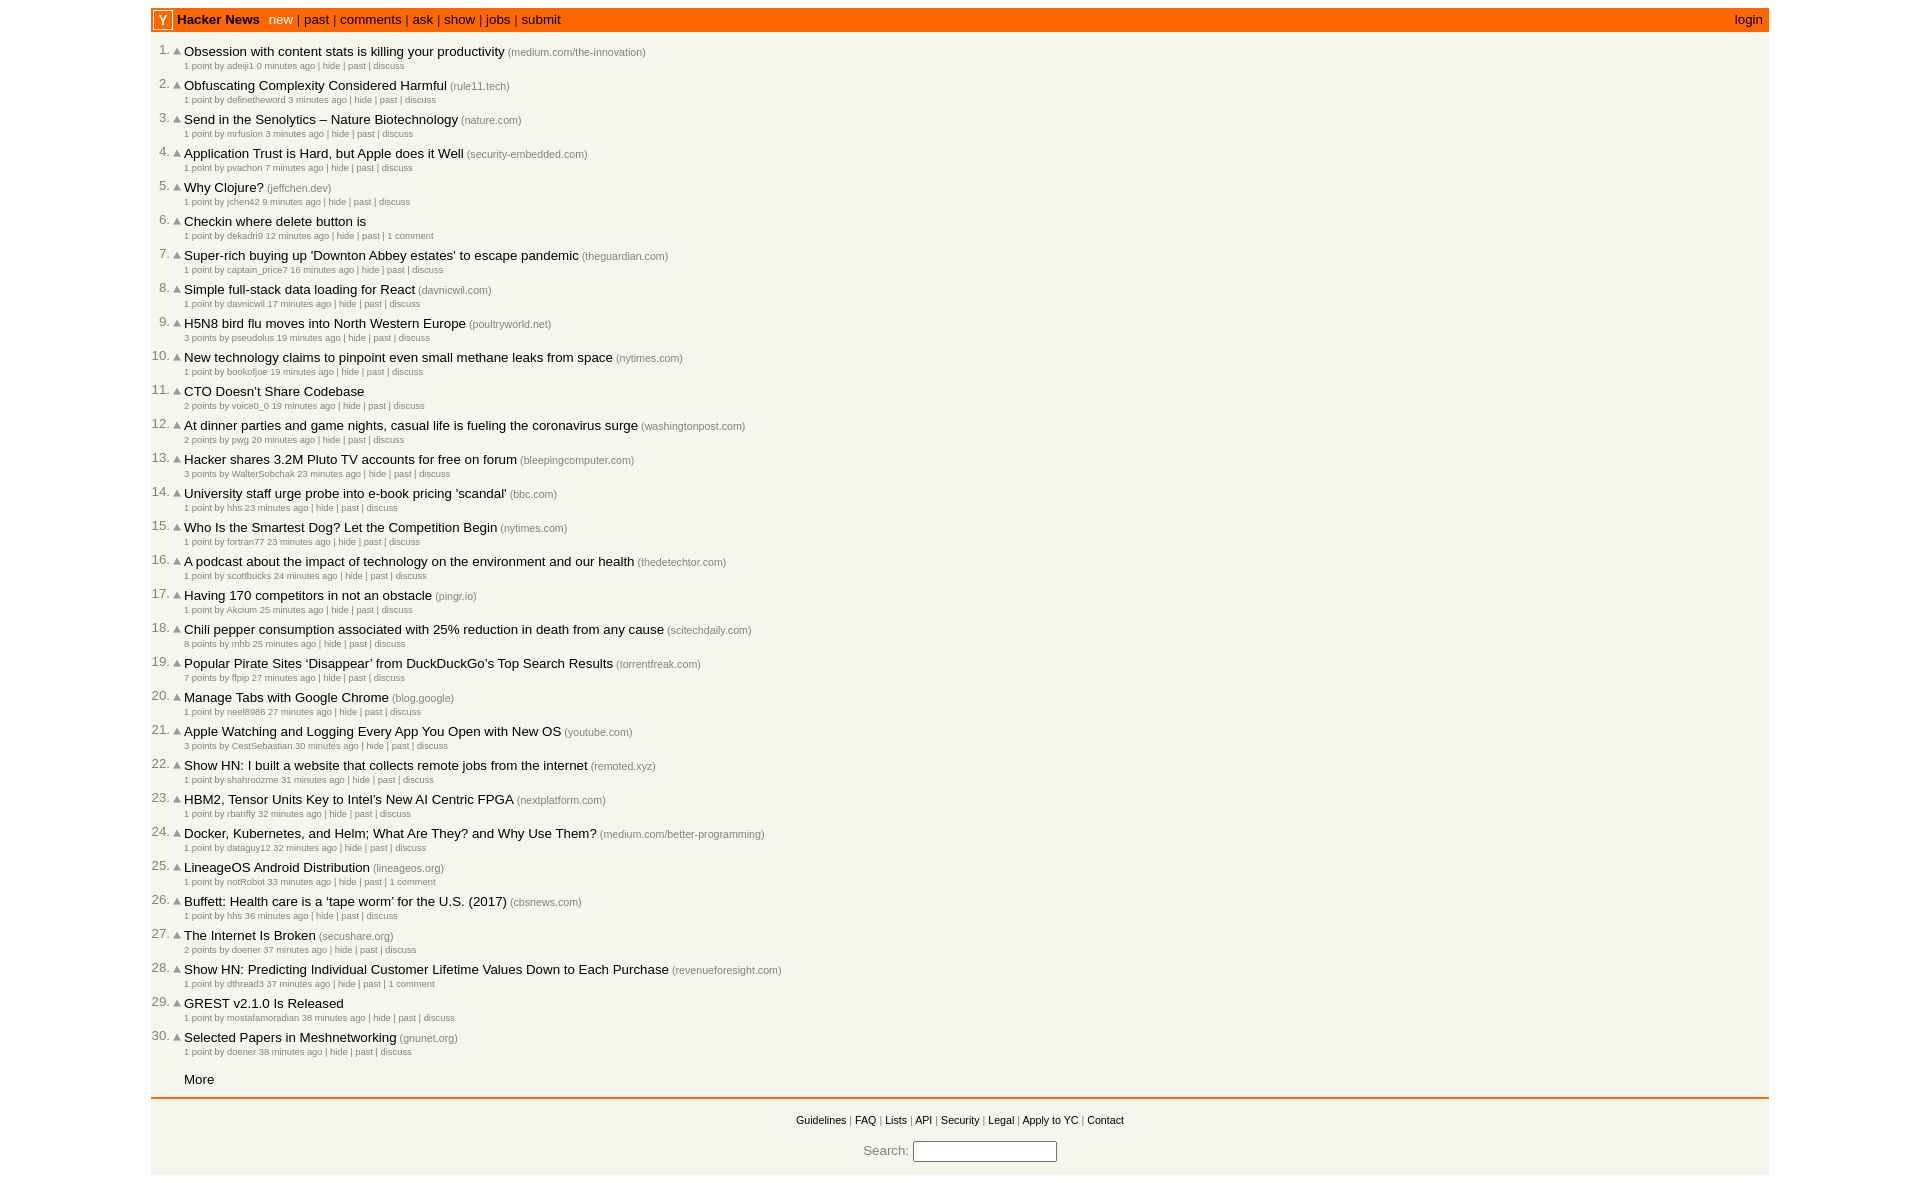 Y Hacker News new | past | comments | ask | show | jobs | submit login
1. Obsession with content stats is killing your productivity (medium.com/the-innovation)
1 point by adeiji1 0 minutes ago | hide | past | discuss
2. Obfuscating Complexity Considered Harmful (rule11.tech)
1 point by definetheword 3 minutes ago | hide | past | discuss
3. Send in the Senolytics – Nature Biotechnology (nature.com)
1 point by mrfusion 3 minutes ago | hide | past | discuss
4. Application Trust is Hard, but Apple does it Well (security-embedded.com)
1 point by pvachon 7 minutes ago | hide | past | discuss
5. Why Clojure? (jeffchen.dev)
1 point by jchen42 9 minutes ago | hide | past | discuss
6. Checkin where delete button is
1 point by dekadri9 12 minutes ago | hide | past | 1 comment
7. Super-rich buying up 'Downton Abbey estates' to escape pandemic (theguardian.com)
1 point by captain_price7 16 minutes ago | hide | past | discuss
8. Simple full-stack data loading for React (davnicwil.com)
1 point by davnicwil 17 minutes ago | hide | past | discuss
9. H5N8 bird flu moves into North Western Europe (poultryworld.net)
3 points by pseudolus 19 minutes ago | hide | past | discuss
10. New technology claims to pinpoint even small methane leaks from space (nytimes.com)
1 point by bookofjoe 19 minutes ago | hide | past | discuss
11. CTO Doesn’t Share Codebase
2 points by voice0_0 19 minutes ago | hide | past | discuss
12. At dinner parties and game nights, casual life is fueling the coronavirus surge (washingtonpost.com)
2 points by pwg 20 minutes ago | hide | past | discuss
13. Hacker shares 3.2M Pluto TV accounts for free on forum (bleepingcomputer.com)
3 points by WalterSobchak 23 minutes ago | hide | past | discuss
14. University staff urge probe into e-book pricing 'scandal' (bbc.com)
1 point by hhs 23 minutes ago | hide | past | discuss
15. Who Is the Smartest Dog? Let the Competition Begin (nytimes.com)
1 point by fortran77 23 minutes ago | hide | past | discuss
16. A podcast about the impact of technology on the environment and our health (thedetechtor.com)
1 point by scottbucks 24 minutes ago | hide | past | discuss
17. Having 170 competitors in not an obstacle (pingr.io)
1 point by Akcium 25 minutes ago | hide | past | discuss
18. Chili pepper consumption associated with 25% reduction in death from any cause (scitechdaily.com)
8 points by mhb 25 minutes ago | hide | past | discuss
19. Popular Pirate Sites ‘Disappear’ from DuckDuckGo’s Top Search Results (torrentfreak.com)
7 points by ffpip 27 minutes ago | hide | past | discuss
20. Manage Tabs with Google Chrome (blog.google)
1 point by neel8986 27 minutes ago | hide | past | discuss
21. Apple Watching and Logging Every App You Open with New OS (youtube.com)
3 points by CestSebastian 30 minutes ago | hide | past | discuss
22. Show HN: I built a website that collects remote jobs from the internet (remoted.xyz)
1 point by shahroozme 31 minutes ago | hide | past | discuss
23. HBM2, Tensor Units Key to Intel’s New AI Centric FPGA (nextplatform.com)
1 point by rbanffy 32 minutes ago | hide | past | discuss
24. Docker, Kubernetes, and Helm; What Are They? and Why Use Them? (medium.com/better-programming)
1 point by dataguy12 32 minutes ago | hide | past | discuss
25. LineageOS Android Distribution (lineageos.org)
1 point by notRobot 33 minutes ago | hide | past | 1 comment
26. Buffett: Health care is a ‘tape worm’ for the U.S. (2017) (cbsnews.com)
1 point by hhs 36 minutes ago | hide | past | discuss
27. The Internet Is Broken (secushare.org)
2 points by doener 37 minutes ago | hide | past | discuss
28. Show HN: Predicting Individual Customer Lifetime Values Down to Each Purchase (revenueforesight.com)
1 point by dthread3 37 minutes ago | hide | past | 1 comment
29. GREST v2.1.0 Is Released
1 point by mostafamoradian 38 minutes ago | hide | past | discuss
30. Selected Papers in Meshnetworking (gnunet.org)
1 point by doener 38 minutes ago | hide | past | discuss
More
Guidelines | FAQ | Lists | API | Security | Legal | Apply to YC | Contact
Search: